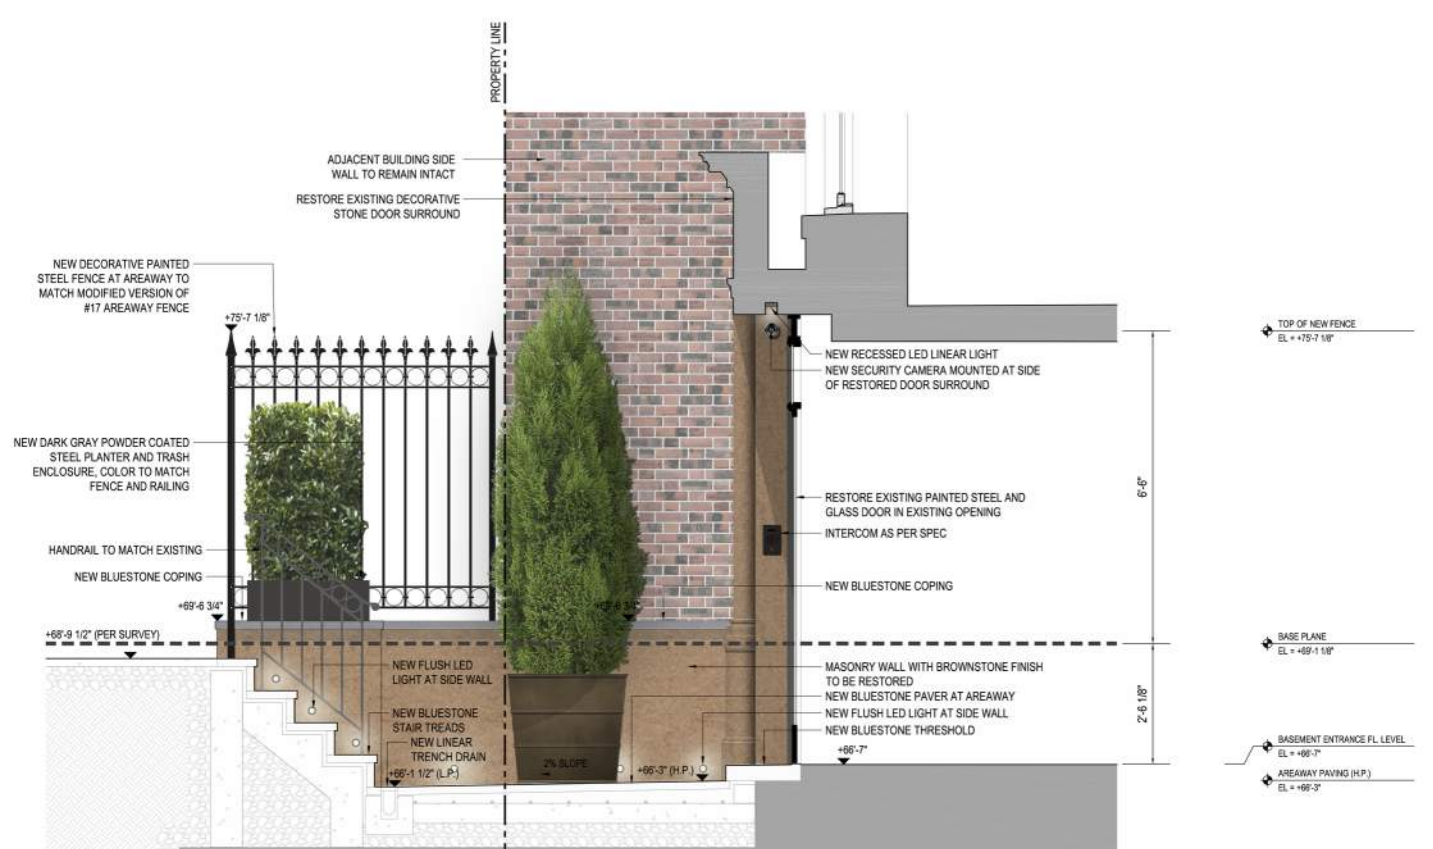 PROPERTY LINE
ADJACENT BUILDING SIDE
WALL TO REMAIN INTACT
RESTORE EXISTING DECORATIVE
STONE DOOR SURROUND
NEW DECORATIVE PAINTED
STEEL FENCE AT AREAWAY TO
MATCH MODIFIED VERSION OF
#17 AREAWAY FENCE
+75'-7 1/8"
NEW DARK GRAY POWDER COATED
STEEL PLANTER AND TRASH
ENCLOSURE, COLOR TO MATCH
FENCE AND RAILING
HANDRAIL TO MATCH EXISTING
NEW BLUESTONE COPING
+69'-6 3/4"
+68'-9 1/2" (PER SURVEY)
NEW FLUSH LED
LIGHT AT SIDE WALL
NEW BLUESTONE
STAIR TREADS
NEW LINEAR
TRENCH DRAIN
+66'-1 1/2" (L.P.)
2% SLOPE
+66'-3" (H.P.)
NEW RECESSED LED LINEAR LIGHT
NEW SECURITY CAMERA MOUNTED AT SIDE
OF RESTORED DOOR SURROUND
RESTORE EXISTING PAINTED STEEL AND
GLASS DOOR IN EXISTING OPENING
INTERCOM AS PER SPEC
NEW BLUESTONE COPING
MASONRY WALL WITH BROWNSTONE FINISH
TO BE RESTORED
NEW BLUESTONE PAVER AT AREAWAY
NEW FLUSH LED LIGHT AT SIDE WALL
NEW BLUESTONE THRESHOLD
+66'-7"
6'-6"
2'-6 1/8"
TOP OF NEW FENCE
EL = +75'-7 1/8"
BASE PLANE
EL = +69'-1 1/8"
BASEMENT ENTRANCE FL. LEVEL
EL = +66'-7"
AREAWAY PAVING (H.P.)
EL = +66'-3"